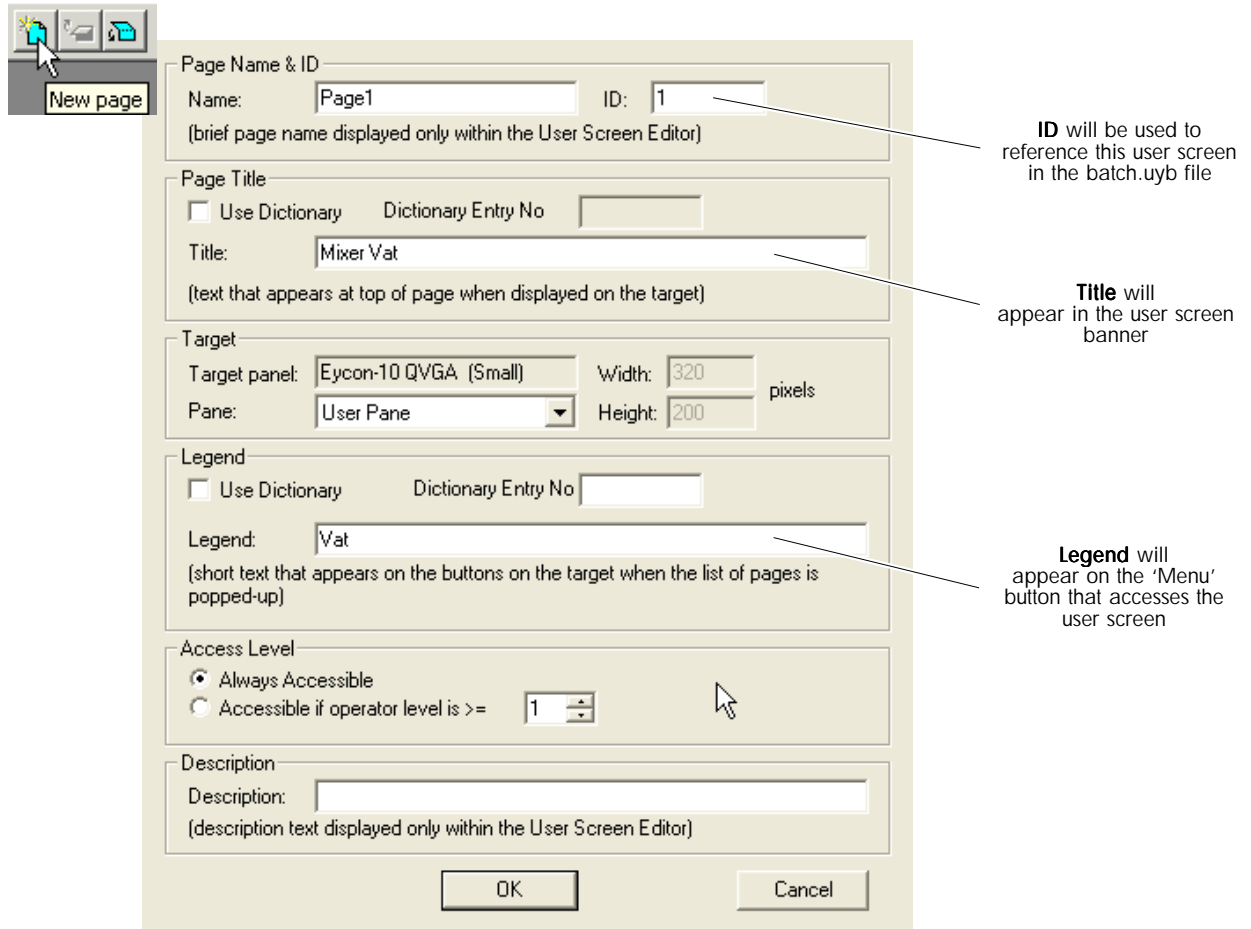 New page
Page Name & ID
Name: Page1 ID: 1
(brief page name displayed only within the User Screen Editor)
ID will be used to
reference this user screen
in the batch.uyb file
Page Title
Use Dictionary Dictionary Entry No
Title: Mixer Vat
(text that appears at top of page when displayed on the target)
Title will
appear in the user screen
banner
Target
Target panel: Eycon-10 QVGA (Small) Width: 320
pixels
Pane: User Pane Height: 200
Legend
Use Dictionary Dictionary Entry No
Legend: Vat
(short text that appears on the buttons on the target when the list of pages is
popped-up)
Legend will
appear on the ‘Menu’
button that accesses the
user screen
Access Level
Always Accessible
Accessible if operator level is >= 1
Description
Description:
(description text displayed only within the User Screen Editor)
OK Cancel